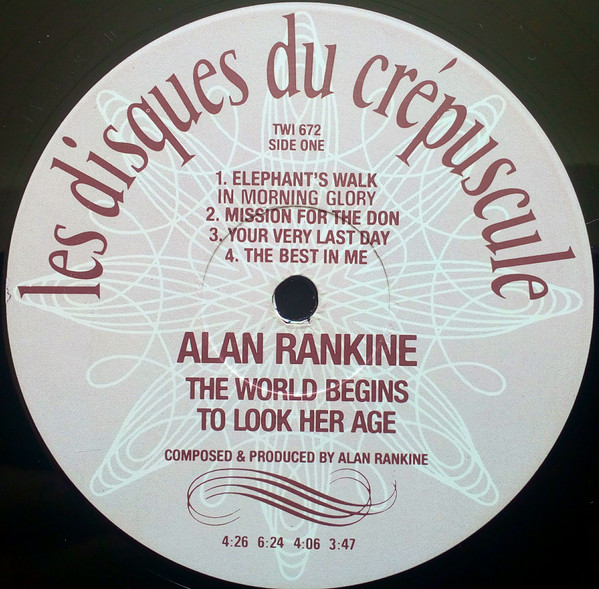 les disques du crépuscule
TWI 672
SIDE ONE
1. ELEPHANT'S WALK
IN MORNING GLORY
2. MISSION FOR THE DON
3. YOUR VERY LAST DAY
4. THE BEST IN ME
ALAN RANKINE
THE WORLD BEGINS
TO LOOK HER AGE
COMPOSED & PRODUCED BY ALAN RANKINE
4:26 6:24 4:06 3:47